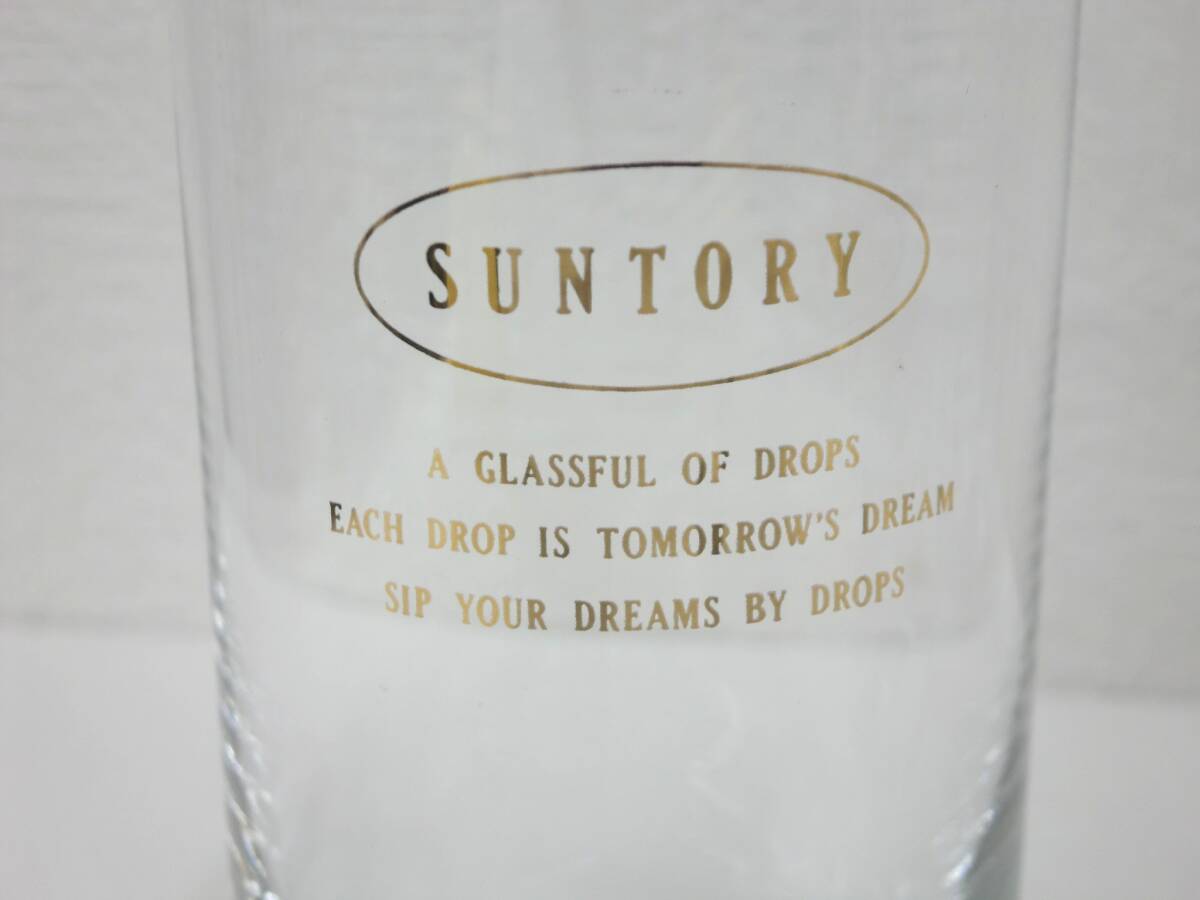 SUNTORY
A GLASSFUL OF DROPS
EACH DROP IS TOMORROW'S DREAM
SIP YOUR DREAMS BY DROPS